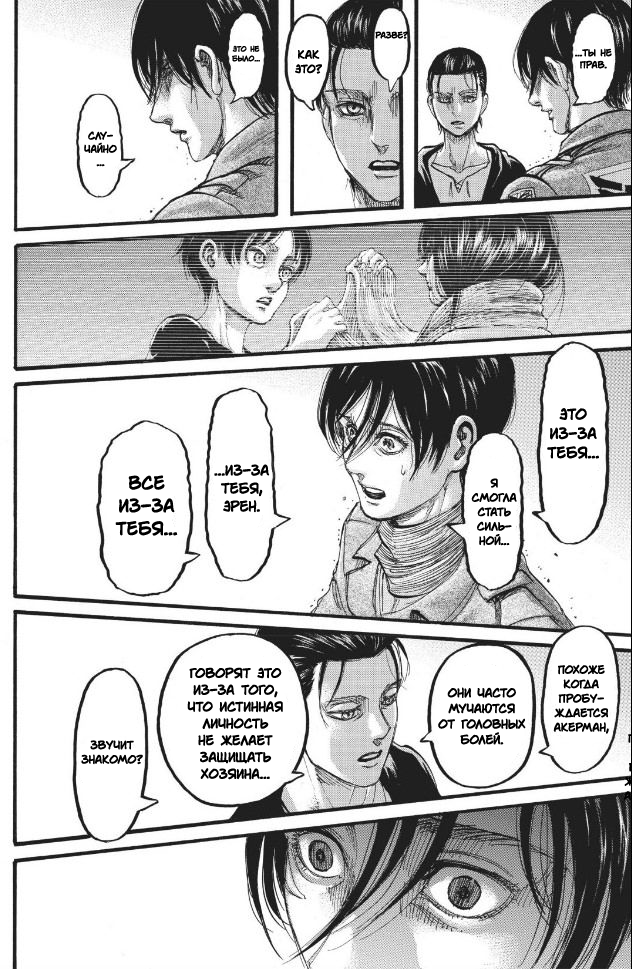 ...ТЫ НЕ
ПРАВ.
РАЗВЕ?
КАК
ЭТО?
ЭТО НЕ
БЫЛО...
СЛУ-
ЧАЙНО
...
ЭТО
ИЗ-ЗА
ТЕБЯ...
Я
СМОГЛА
СТАТЬ
СИЛЬ-
НОЙ...
...ИЗ-ЗА
ТЕБЯ,
ЭРЕН.
ВСЕ
ИЗ-ЗА
ТЕБЯ...
ПОХОЖЕ
КОГДА
ПРОБУ-
ЖДАЕТСЯ
АКЕРМАН,
ОНИ ЧАСТО
МУЧАЮТСЯ
ОТ ГОЛОВНЫХ
БОЛЕЙ.
ГОВОРЯТ ЭТО
ИЗ-ЗА ТОГО,
ЧТО ИСТИННАЯ
ЛИЧНОСТЬ
НЕ ЖЕЛАЕТ
ЗАЩИЩАТЬ
ХОЗЯИНА...
ЗВУЧИТ
ЗНАКОМО?